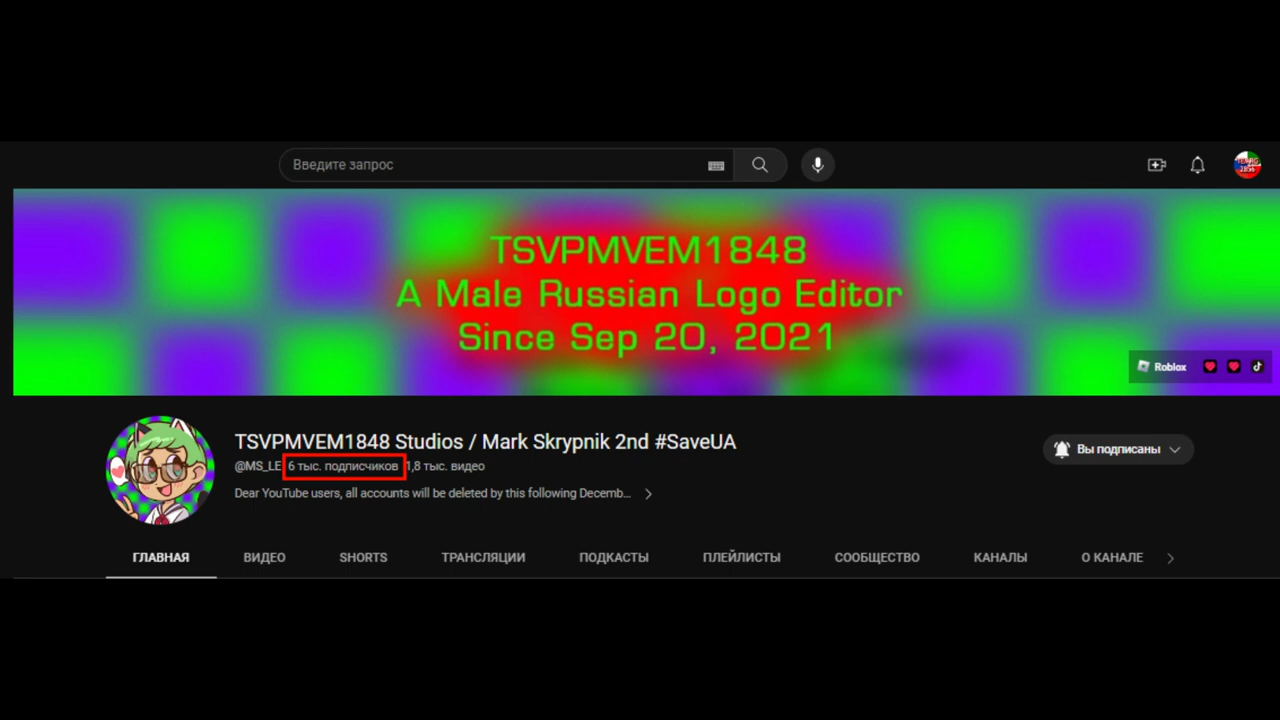 Введите запрос
TSVPMVEM1848
A Male Russian Logo Editor
Since Sep 20, 2021
Roblox
TSVPMVEM1848 Studios / Mark Skrypnik 2nd #SaveUA
@MS_LE 6 тыс. подписчиков 1,8 тыс. видео
Вы подписаны
Dear YouTube users, all accounts will be deleted by this following Decemb...
ГЛАВНАЯ ВИДЕО SHORTS ТРАНСЛЯЦИИ ПОДКАСТЫ ПЛЕЙЛИСТЫ СООБЩЕСТВО КАНАЛЫ О КАНАЛЕ